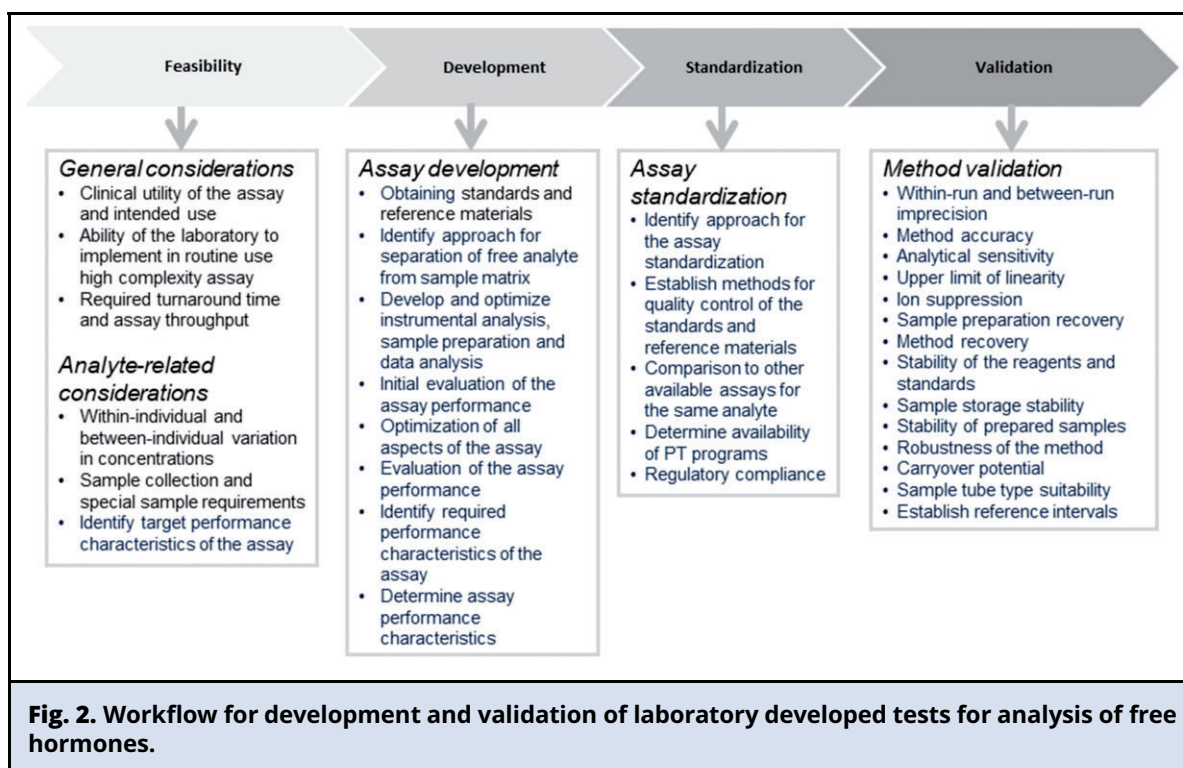 Feasibility
Development
Standardization
Validation
General considerations
• Clinical utility of the assay
and intended use
• Ability of the laboratory to
implement in routine use
high complexity assay
• Required turnaround time
and assay throughput
Analyte-related
considerations
• Within-individual and
between-individual variation
in concentrations
• Sample collection and
special sample requirements
• Identify target performance
characteristics of the assay
Assay development
• Obtaining standards and
reference materials
• Identify approach for
separation of free analyte
from sample matrix
• Develop and optimize
instrumental analysis,
sample preparation and
data analysis
• Initial evaluation of the
assay performance
• Optimization of all
aspects of the assay
• Evaluation of the assay
performance
• Identify required
performance
characteristics of the
assay
• Determine assay
performance
characteristics
Assay
standardization
• Identify approach for
the assay
standardization
• Establish methods for
quality control of the
standards and
reference materials
• Comparison to other
available assays for
the same analyte
• Determine availability
of PT programs
• Regulatory compliance
Method validation
• Within-run and between-run
imprecision
• Method accuracy
• Analytical sensitivity
• Upper limit of linearity
• Ion suppression
• Sample preparation recovery
• Method recovery
• Stability of the reagents and
standards
• Sample storage stability
• Stability of prepared samples
• Robustness of the method
• Carryover potential
• Sample tube type suitability
• Establish reference intervals
Fig. 2. Workflow for development and validation of laboratory developed tests for analysis of free
hormones.